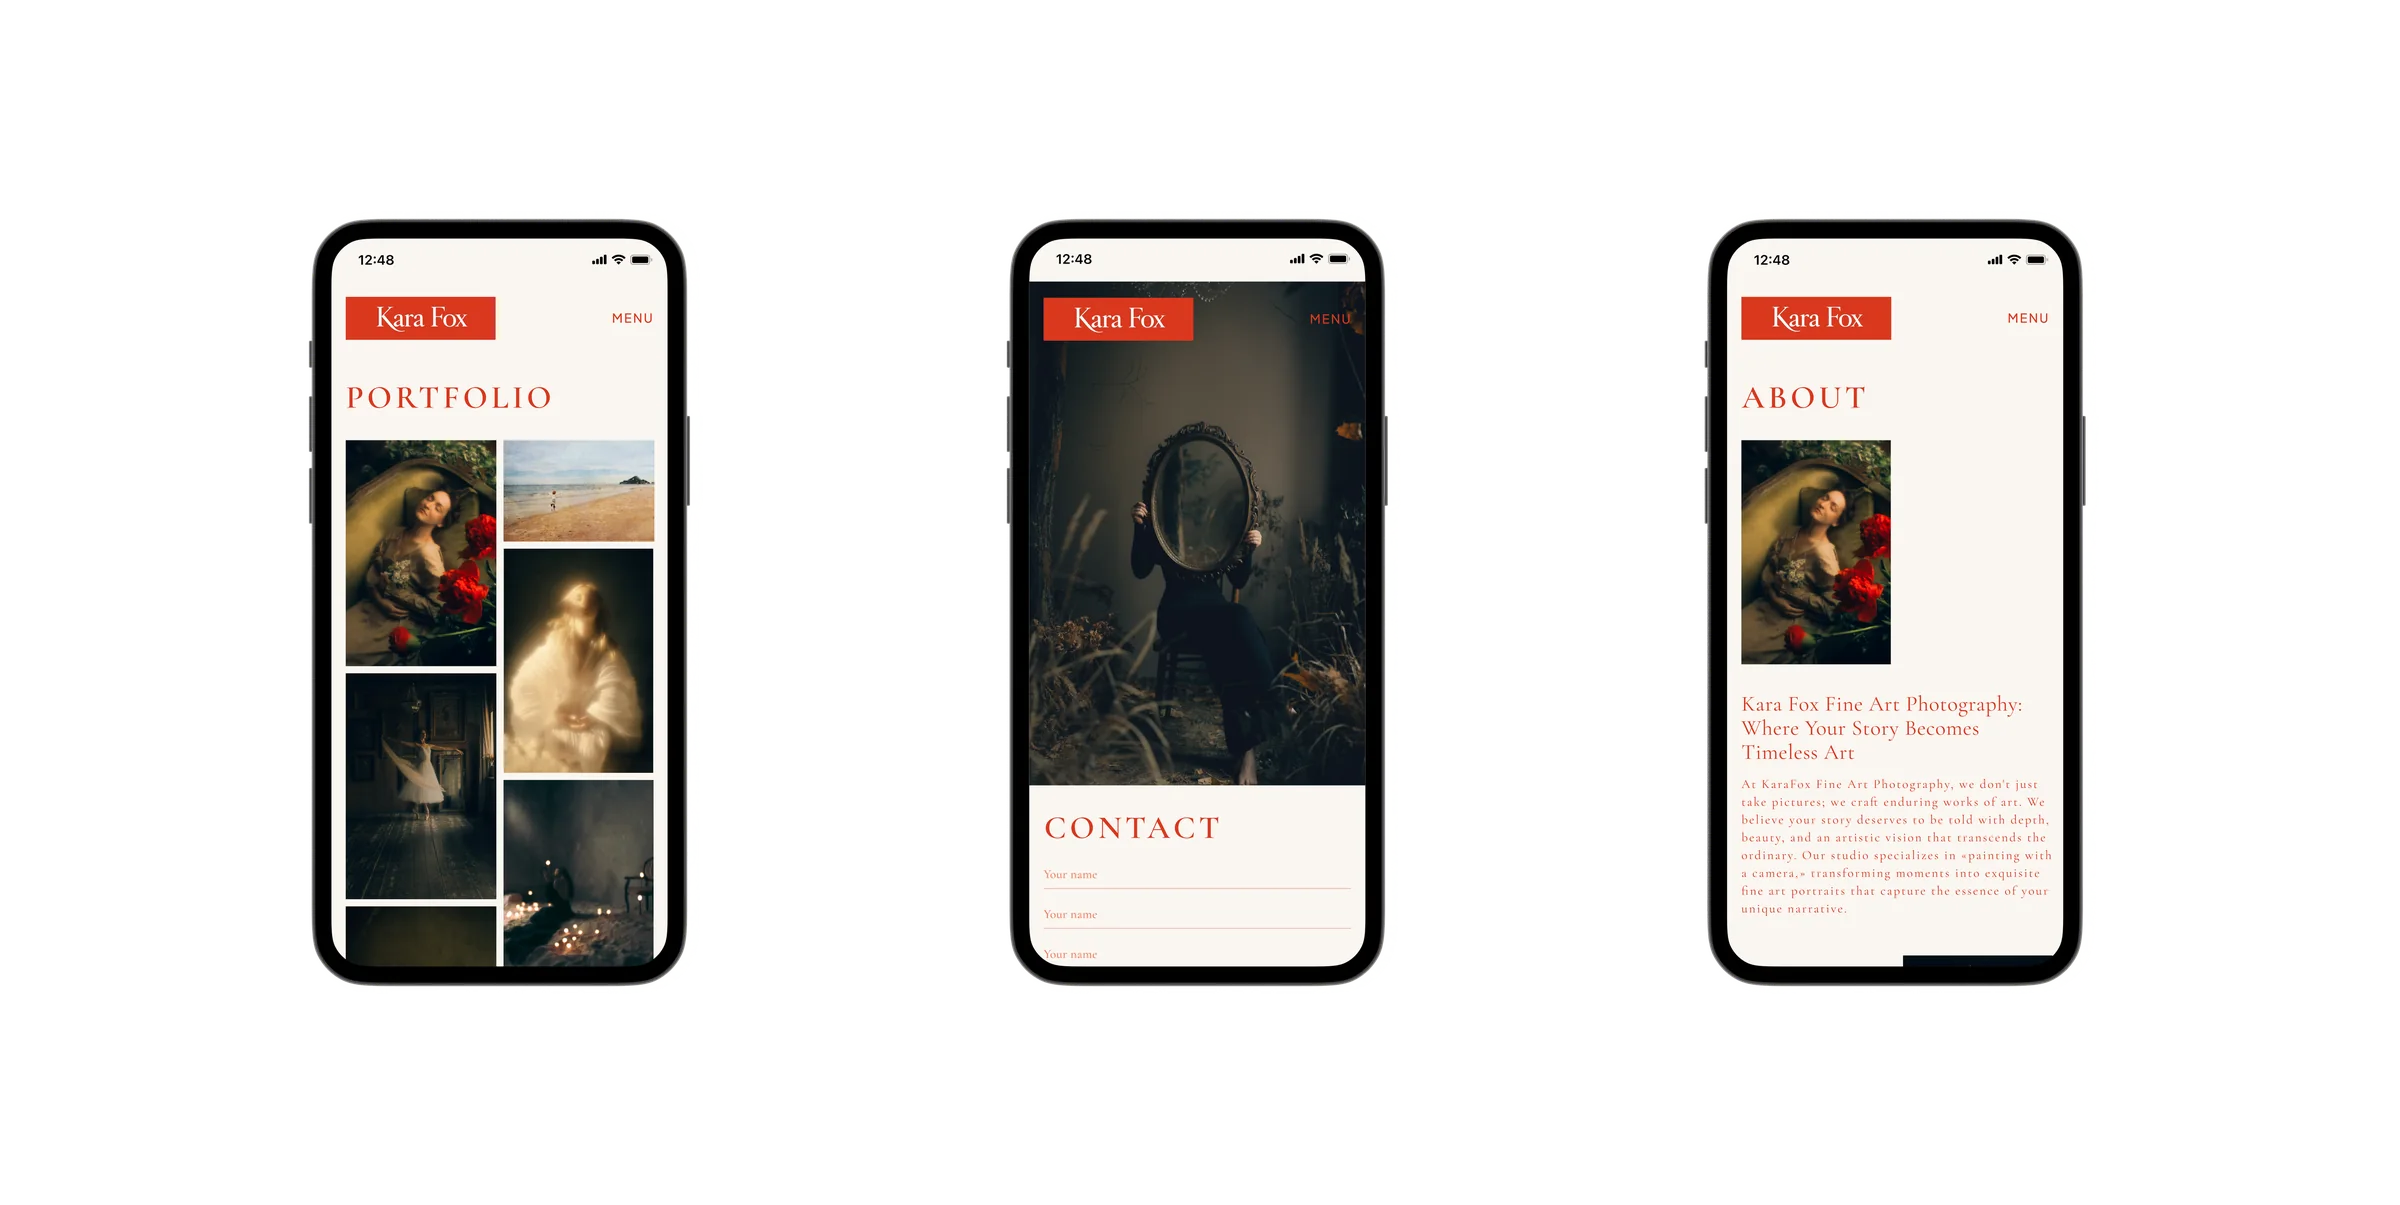 12:48
Kara Fox
MENU
PORTFOLIO
12:48
Kara Fox
MENU
CONTACT
Your name
Your name
Your name
12:48
Kara Fox
MENU
ABOUT
Kara Fox Fine Art Photography:
Where Your Story Becomes
Timeless Art
At KaraFox Fine Art Photography, we don't just
take pictures; we craft enduring works of art. We
believe your story deserves to be told with depth,
beauty, and an artistic vision that transcends the
ordinary. Our studio specializes in «painting with
a camera,» transforming moments into exquisite
fine art portraits that capture the essence of your
unique narrative.